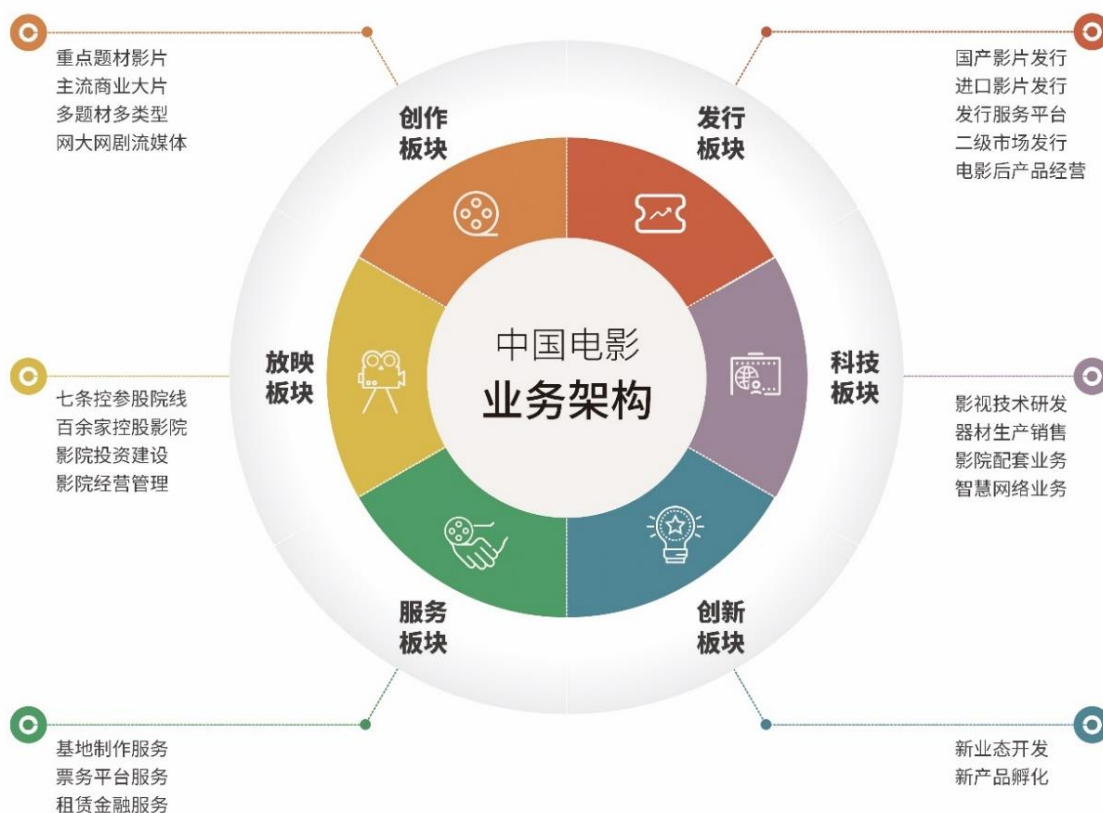 重点题材影片
主流商业大片
多题材多类型
网大网剧流媒体
创作
板块
发行
板块
国产影片发行
进口影片发行
发行服务平台
二级市场发行
电影后产品经营
中国电影
业务架构
放映
板块
七条控参股院线
百余家控股影院
影院投资建设
影院经营管理
科技
板块
影视技术研发
器材生产销售
影院配套业务
智慧网络业务
服务
板块
基地制作服务
票务平台服务
租赁金融服务
创新
板块
新业态开发
新产品孵化